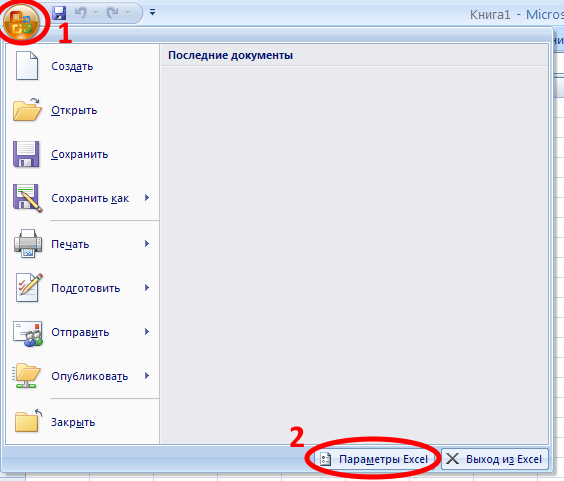 Книга1 - Micros
1
Последние документы
Создать
Открыть
Сохранить
Сохранить как
Печать
Подготовить
Отправить
Опубликовать
Закрыть
2
Параметры Excel
Выход из Excel